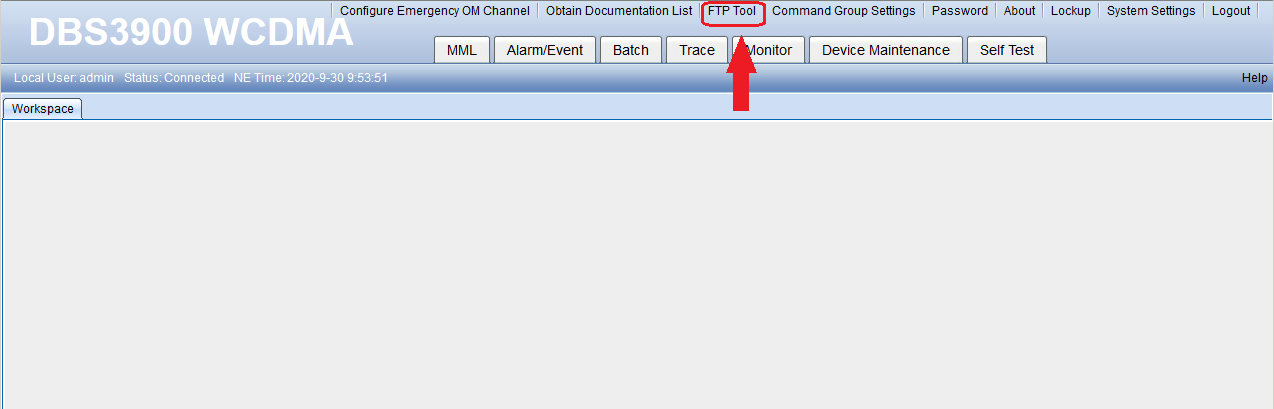 Configure Emergency OM Channel Obtain Documentation List FTP Tool Command Group Settings Password About Lockup System Settings Logout
DBS3900 WCDMA
MML Alarm/Event Batch Trace Monitor Device Maintenance Self Test
Local User: admin Status: Connected NE Time: 2020-9-30 9:53:51 Help
Workspace